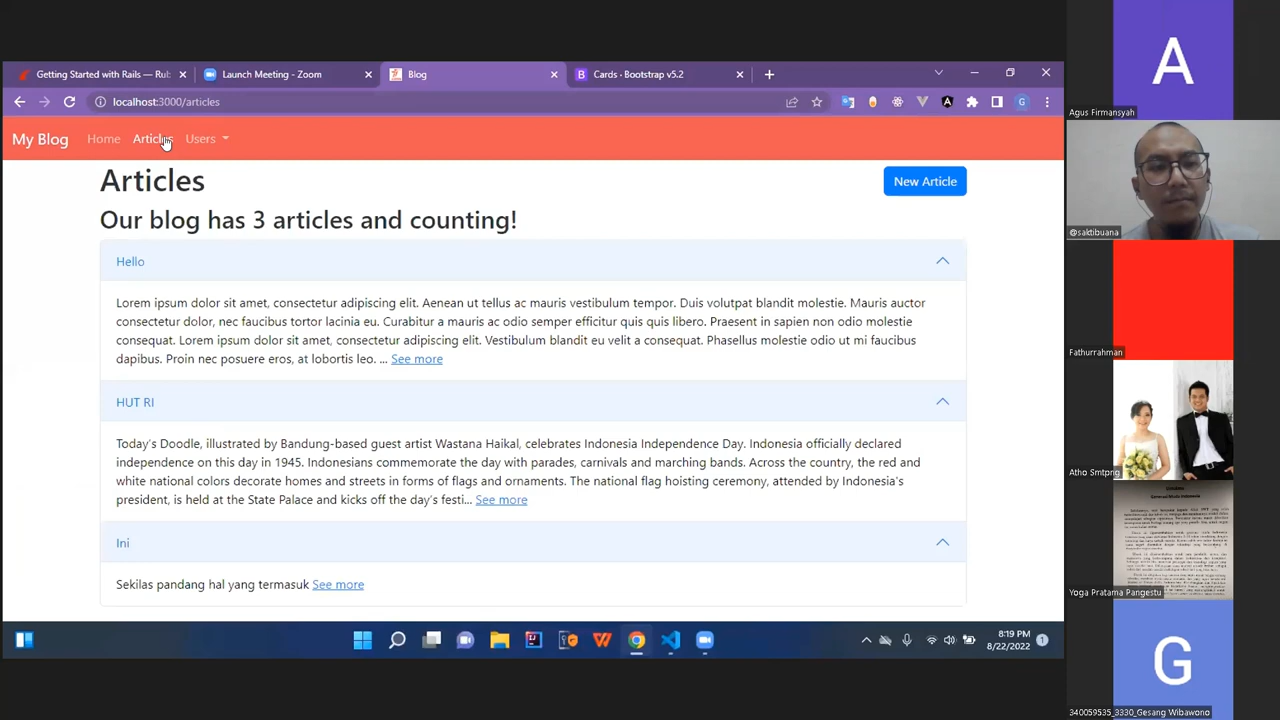 Getting Started with Rails — Rub
Launch Meeting - Zoom
Blog
Cards · Bootstrap v5.2
localhost:3000/articles
G
My Blog
Home
Articles
Users
Articles
New Article
Our blog has 3 articles and counting!
Hello
Lorem ipsum dolor sit amet, consectetur adipiscing elit. Aenean ut tellus ac mauris vestibulum tempor. Duis volutpat blandit molestie. Mauris auctor
consectetur dolor, nec faucibus tortor lacinia eu. Curabitur a mauris ac odio semper efficitur quis quis libero. Praesent in sapien non odio molestie
consequat. Lorem ipsum dolor sit amet, consectetur adipiscing elit. Vestibulum blandit eu velit a consequat. Phasellus molestie odio ut mi faucibus
dapibus. Proin nec posuere eros, at lobortis leo. ... See more
HUT RI
Today's Doodle, illustrated by Bandung-based guest artist Wastana Haikal, celebrates Indonesia Independence Day. Indonesia officially declared
independence on this day in 1945. Indonesians commemorate the day with parades, carnivals and marching bands. Across the country, the red and
white national colors decorate homes and streets in forms of flags and ornaments. The national flag hoisting ceremony, attended by Indonesia's
president, is held at the State Palace and kicks off the day's festi... See more
Ini
Sekilas pandang hal yang termasuk See more
8:19 PM
8/22/2022
1
A
Agus Firmansyah
@saktibuana
Fathurrahman
Atho Smtpng
Yoga Pratama Pangestu
G
340059535_3330_Gesang Wibawono